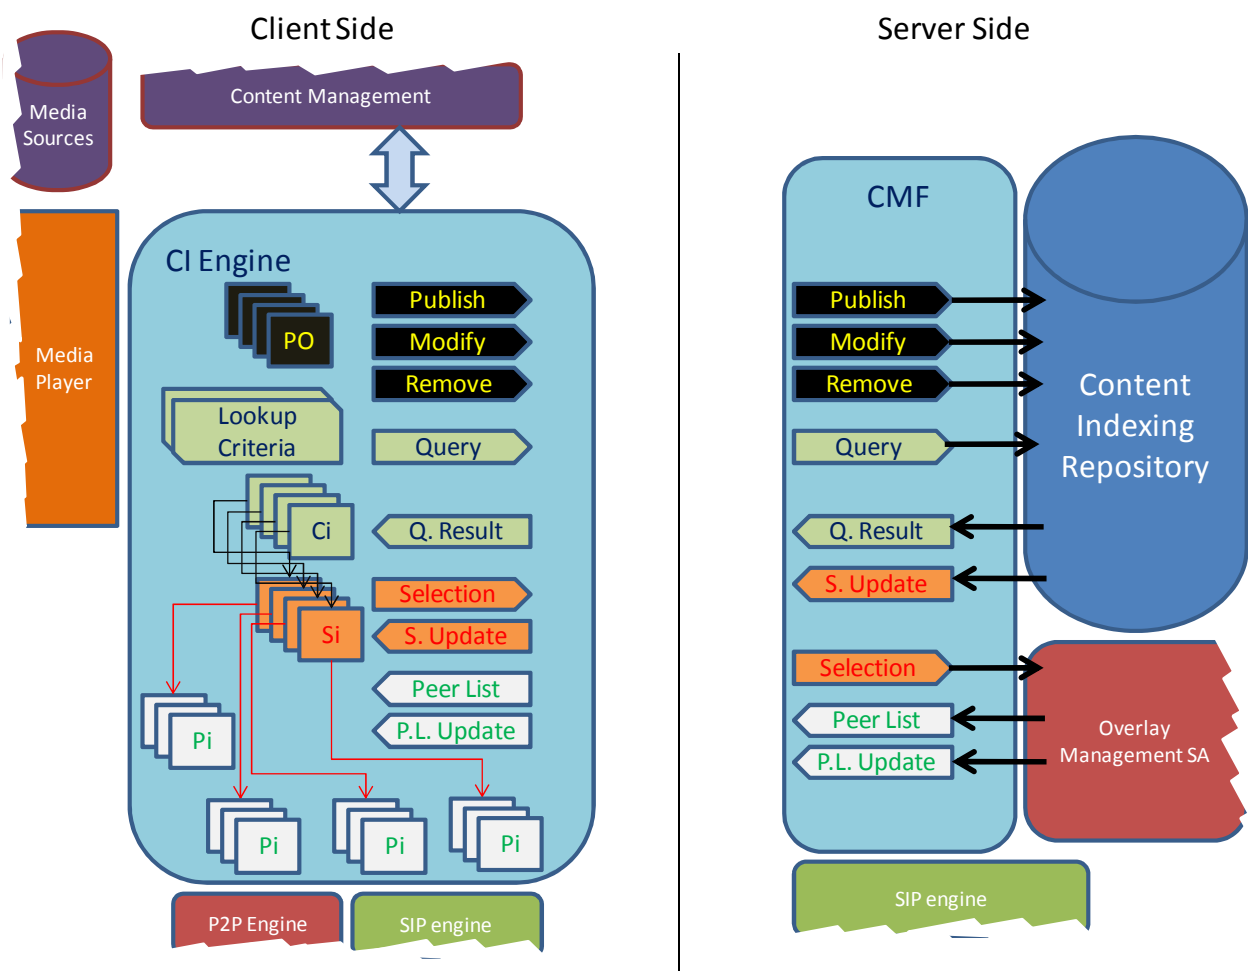 Client Side
Server Side
Media
Sources
Content Management
Media
Player
CI Engine
PO
Publish
Modify
Remove
Lookup
Criteria
Query
Ci
Q. Result
Selection
Si
S. Update
Peer List
Pi
P.L. Update
Pi
Pi
Pi
P2P Engine
SIP engine
CMF
Publish
Modify
Remove
Query
Q. Result
S. Update
Selection
Peer List
P.L. Update
Content
Indexing
Repository
Overlay
Management SA
SIP engine